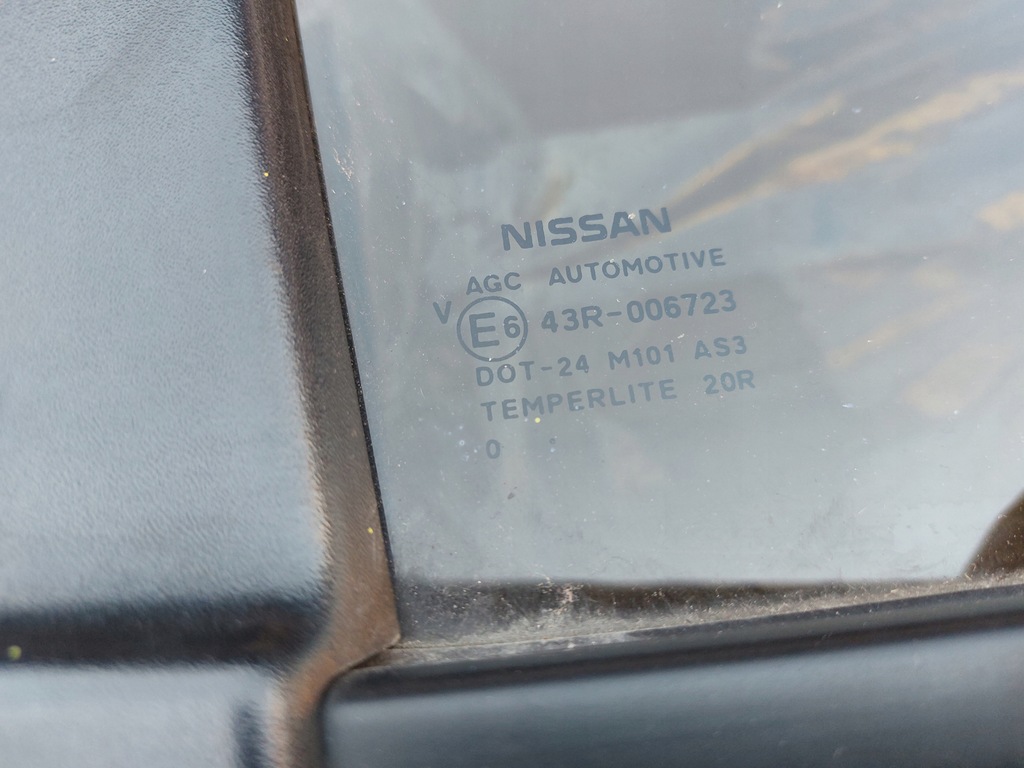 NISSAN
AGC AUTOMOTIVE
V E6 43R-006723
DOT-24 M101 AS3
TEMPERLITE 20R
0